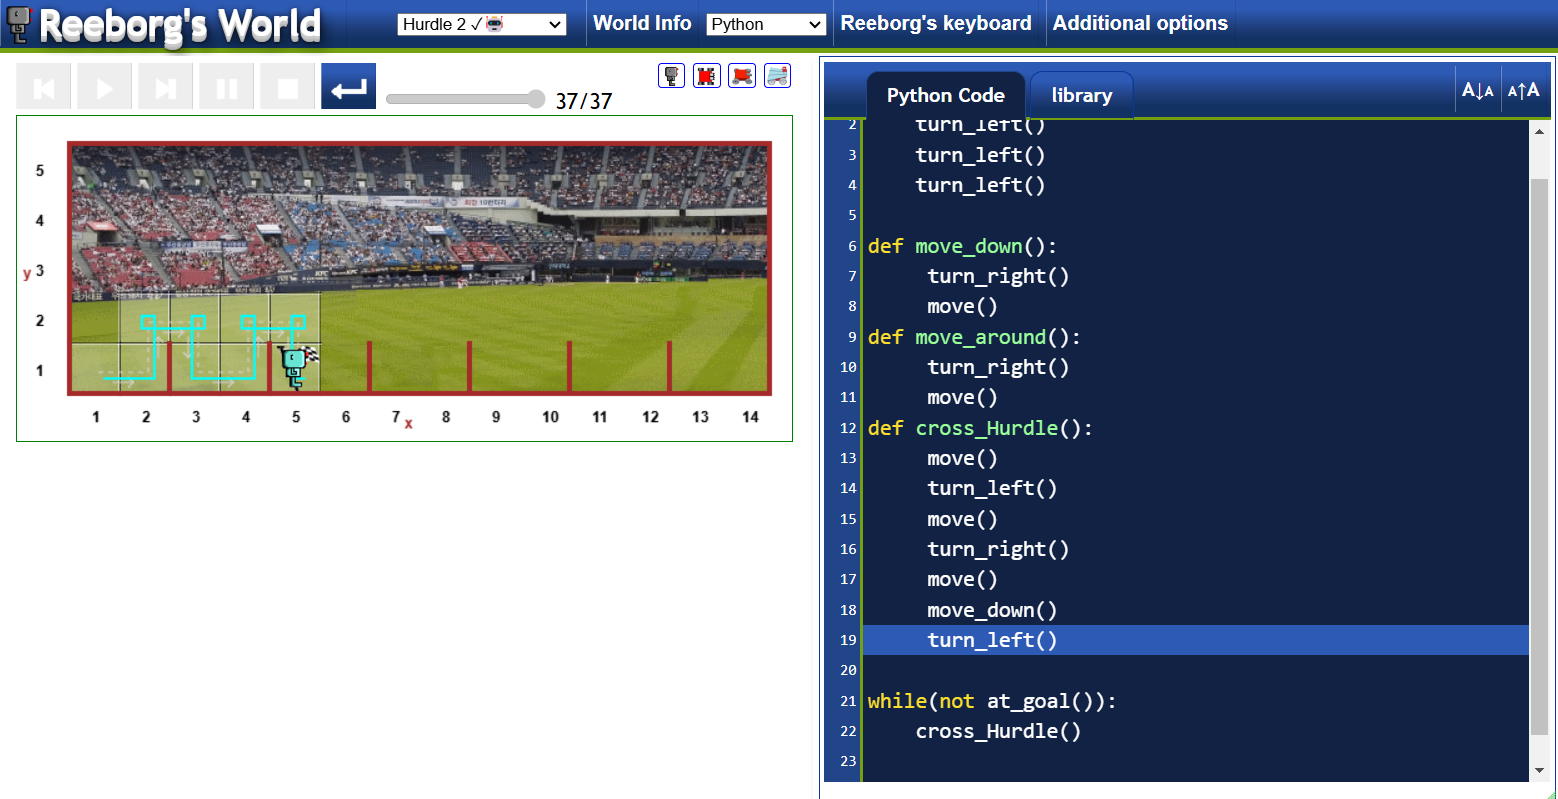 Reeborg's World
Hurdle 2 ✓
World Info
Python
Reeborg's keyboard
Additional options
37/37
5
4
y 3
2
1
1 2 3 4 5 6 7 8 9 10 11 12 13 14
x
Python Code
library
A↓A
A↑A
2 turn_left()
3 turn_left()
4 turn_left()
5
6 def move_down():
7 turn_right()
8 move()
9 def move_around():
10 turn_right()
11 move()
12 def cross_Hurdle():
13 move()
14 turn_left()
15 move()
16 turn_right()
17 move()
18 move_down()
19 turn_left()
20
21 while(not at_goal()):
22 cross_Hurdle()
23